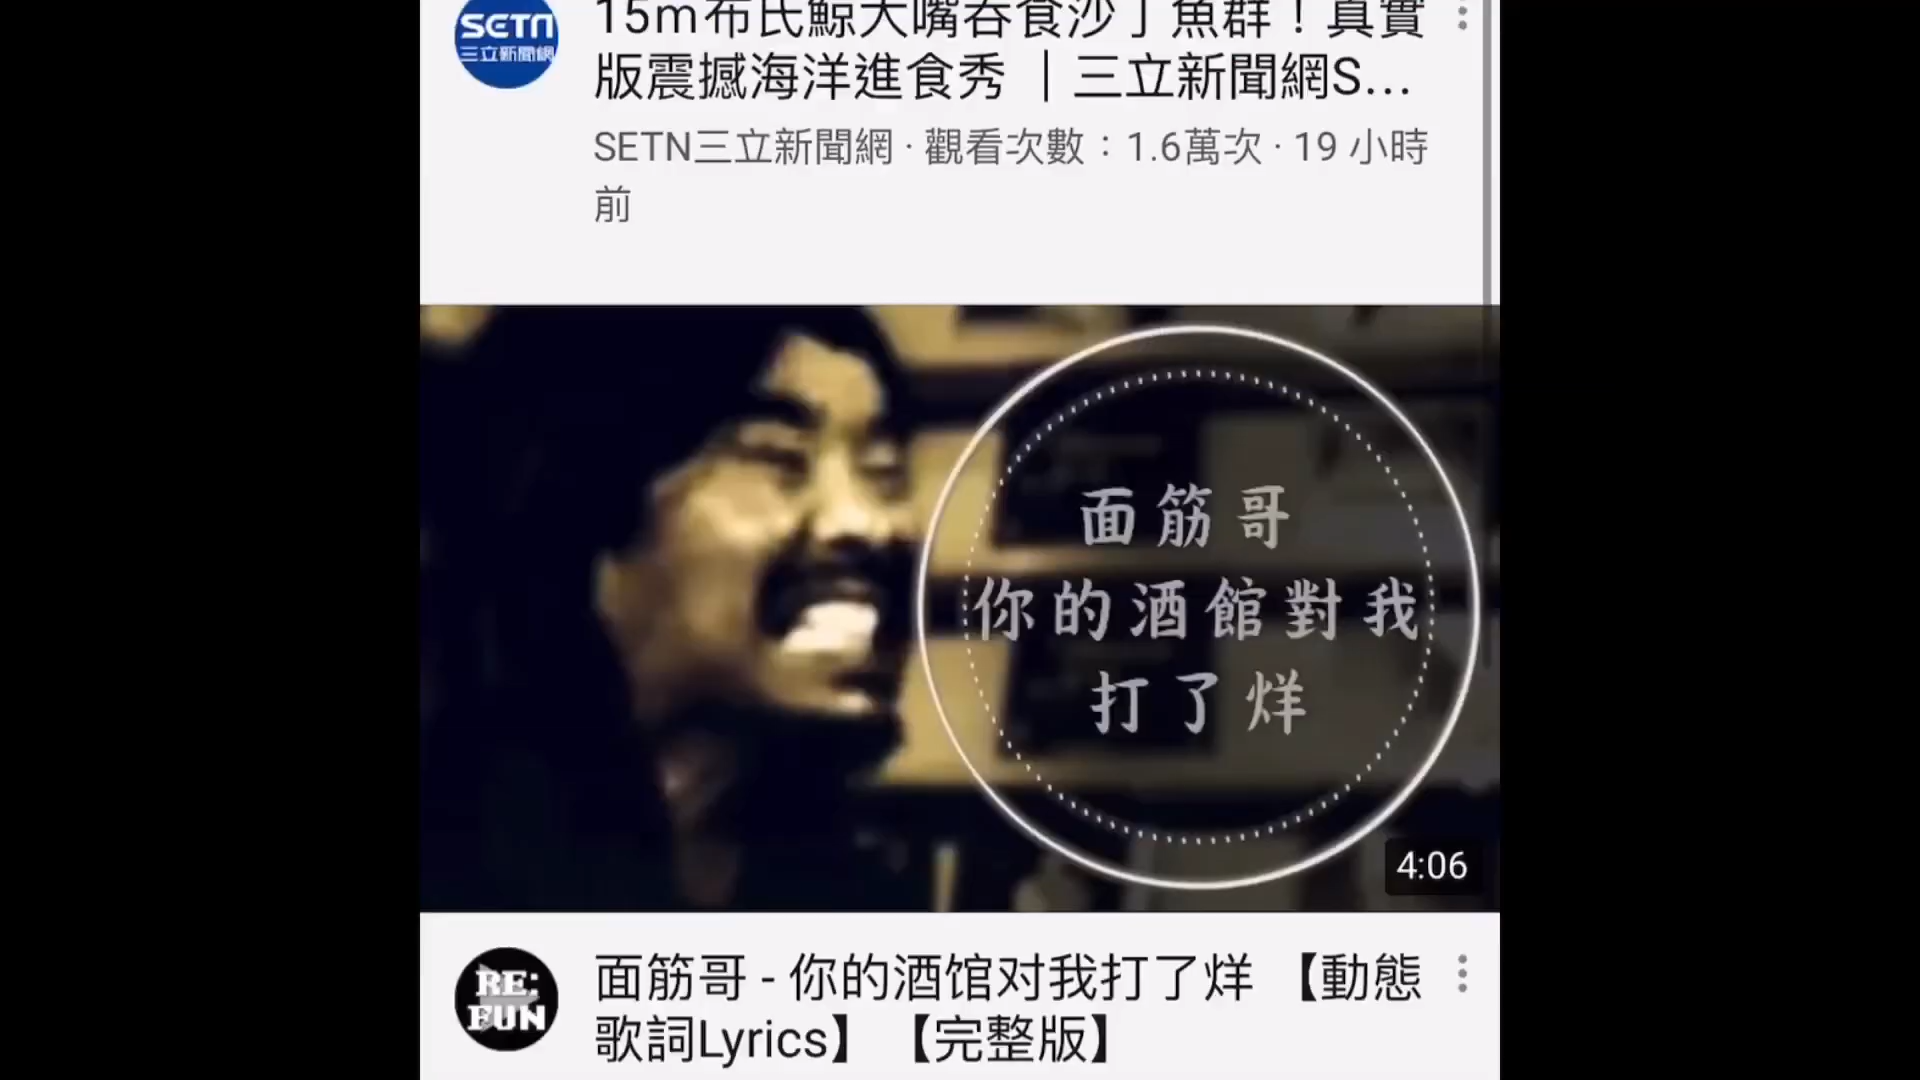 SETN
三立新聞網
15m布氏鯨大嘴吞食沙丁魚群！真實
版震撼海洋進食秀 ｜三立新聞網S...
SETN三立新聞網 · 觀看次數：1.6萬次 · 19 小時
前
面筋哥
你的酒館對我
打了烊
4:06
RE:
FUN
面筋哥 - 你的酒馆对我打了烊 【動態
歌詞Lyrics】 【完整版】